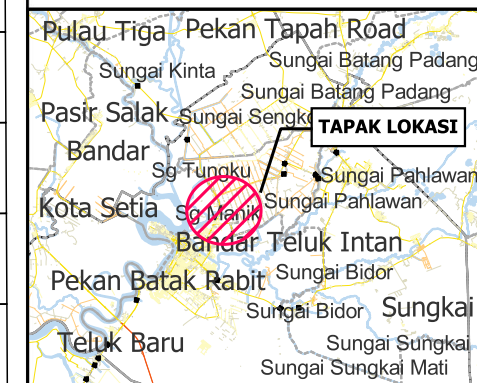 Pulau Tiga
Pekan Tapah Road
Sungai Batang Padang
Sungai Kinta
Sungai Batang Padang
Pasir Salak
Sungai
TAPAK LOKASI
Bandar
Sg Tungku
Sungai Pahlawan
Kota Setia
Sg Manik
Sungai Pahlawan
Bandar Teluk Intan
Pekan Batak Rabit
Sungai Bidor
Sungai Bidor
Sungkai
Teluk Baru
Sungai Sungkai
Sungai Sungkai Mati